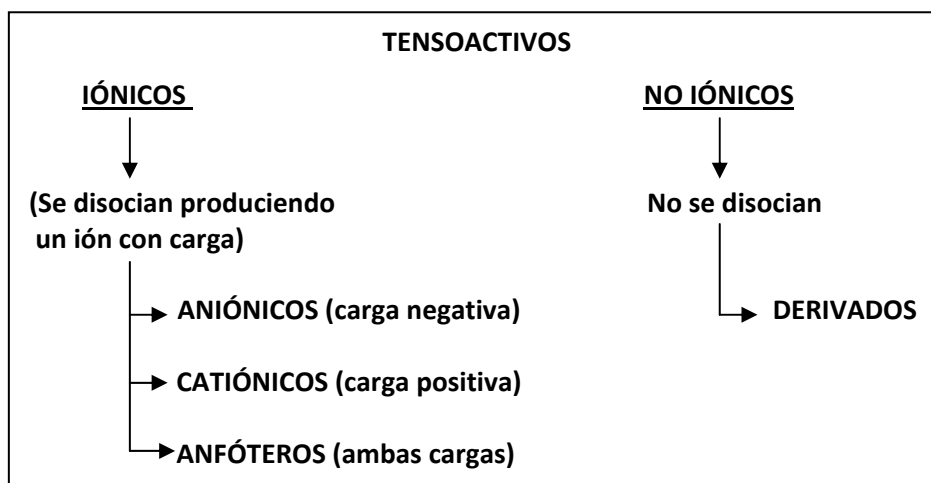 TENSOACTIVOS
IÓNICOS
NO IÓNICOS
(Se disocian produciendo
un ión con carga)
No se disocian
ANIÓNICOS (carga negativa)
DERIVADOS
CATIÓNICOS (carga positiva)
ANFÓTEROS (ambas cargas)